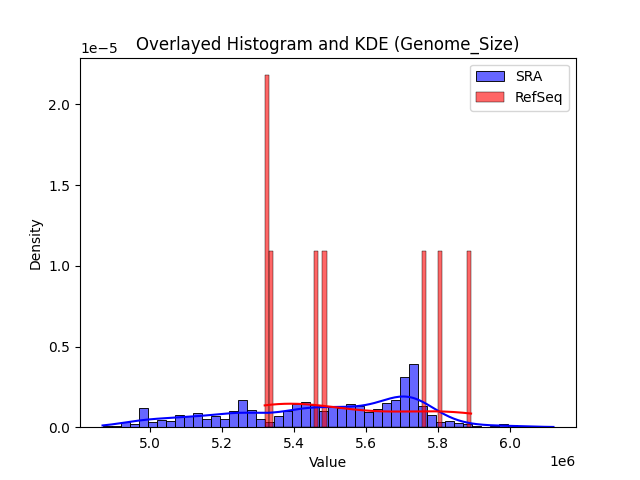 Overlayed Histogram and KDE (Genome_Size)
1e−5
SRA
RefSeq
2.0
1.5
1.0
0.5
0.0
Density
5.0 5.2 5.4 5.6 5.8 6.0
Value
1e6